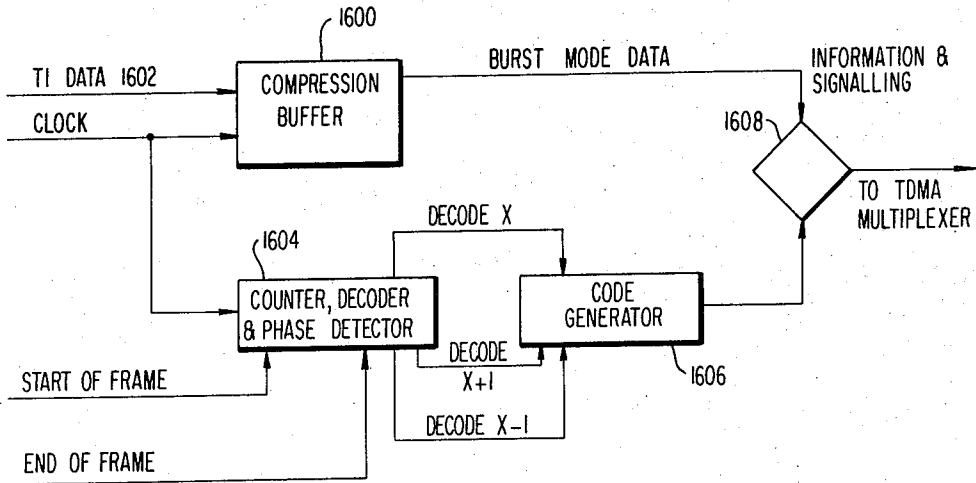 1600
T1 DATA 1602
CLOCK
COMPRESSION
BUFFER
BURST MODE DATA
INFORMATION &
SIGNALLING
1608
TO TDMA
MULTIPLEXER
1604
COUNTER, DECODER
& PHASE DETECTOR
DECODE X
CODE
GENERATOR
DECODE
X+1
1606
DECODE X-1
START OF FRAME
END OF FRAME